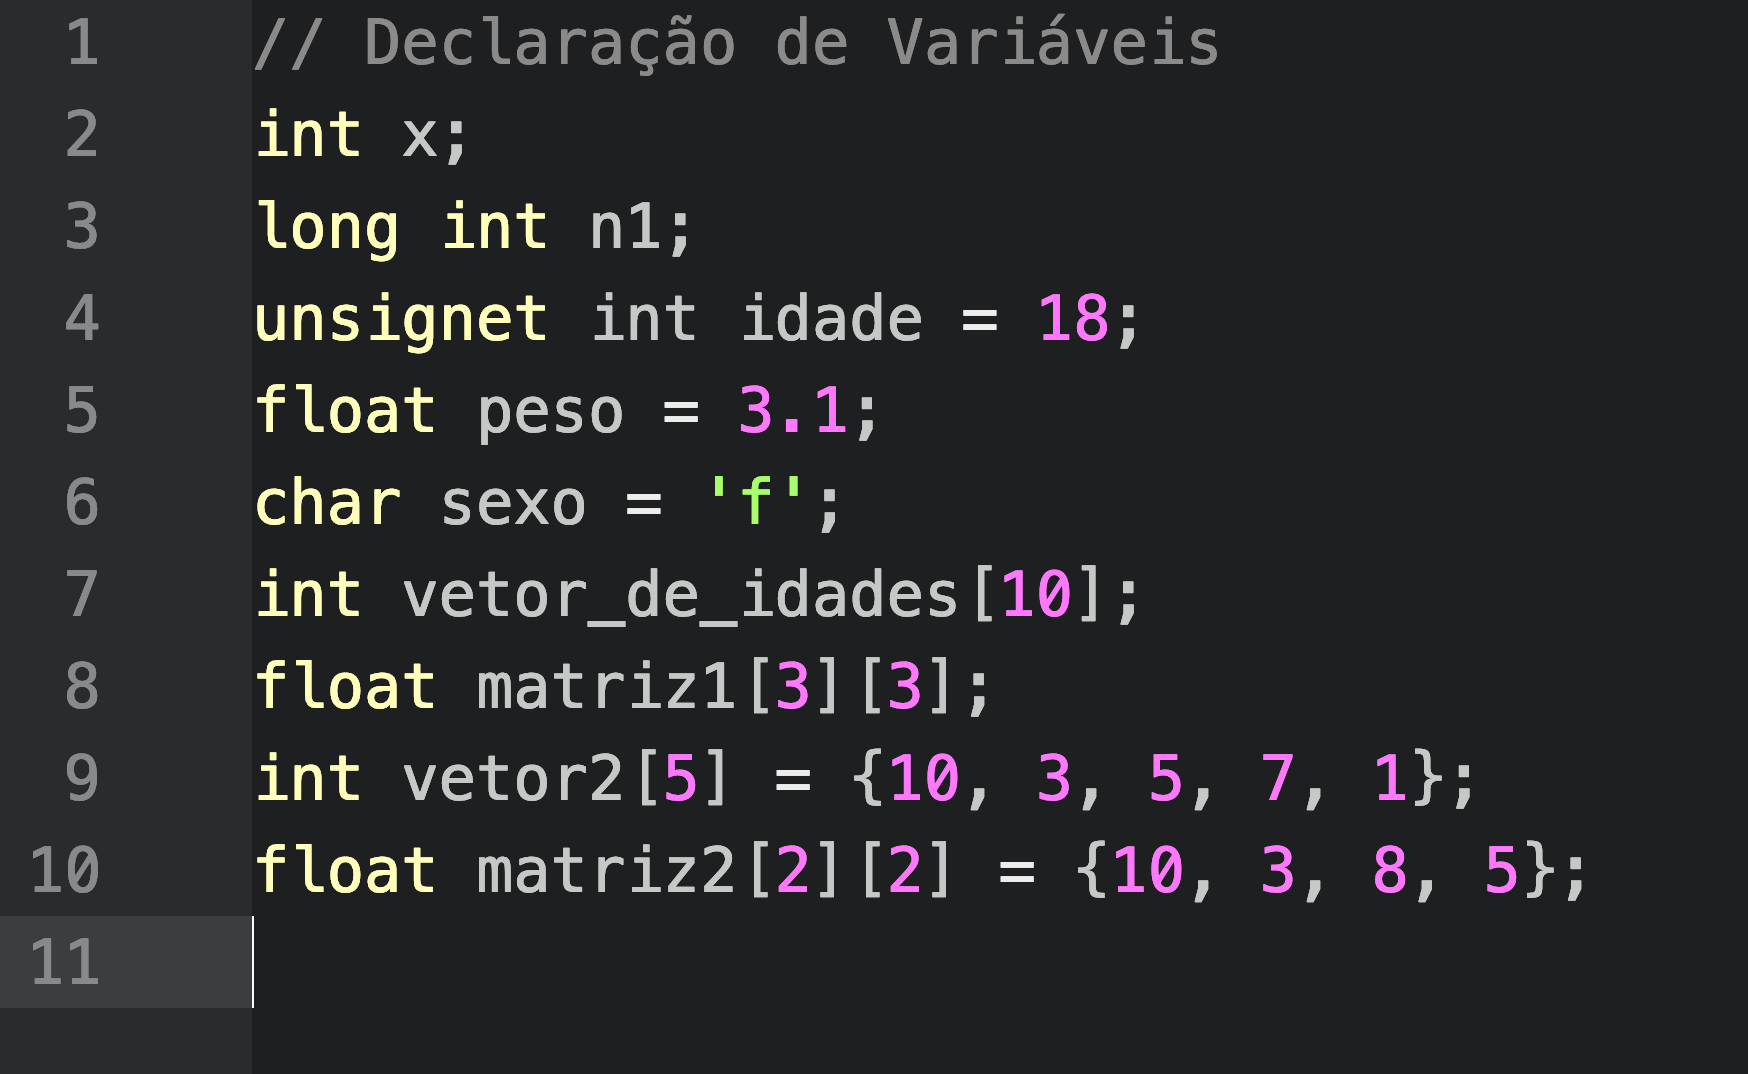 1 // Declaração de Variáveis
2 int x;
3 long int n1;
4 unsignet int idade = 18;
5 float peso = 3.1;
6 char sexo = 'f';
7 int vetor_de_idades[10];
8 float matriz1[3][3];
9 int vetor2[5] = {10, 3, 5, 7, 1};
10 float matriz2[2][2] = {10, 3, 8, 5};
11